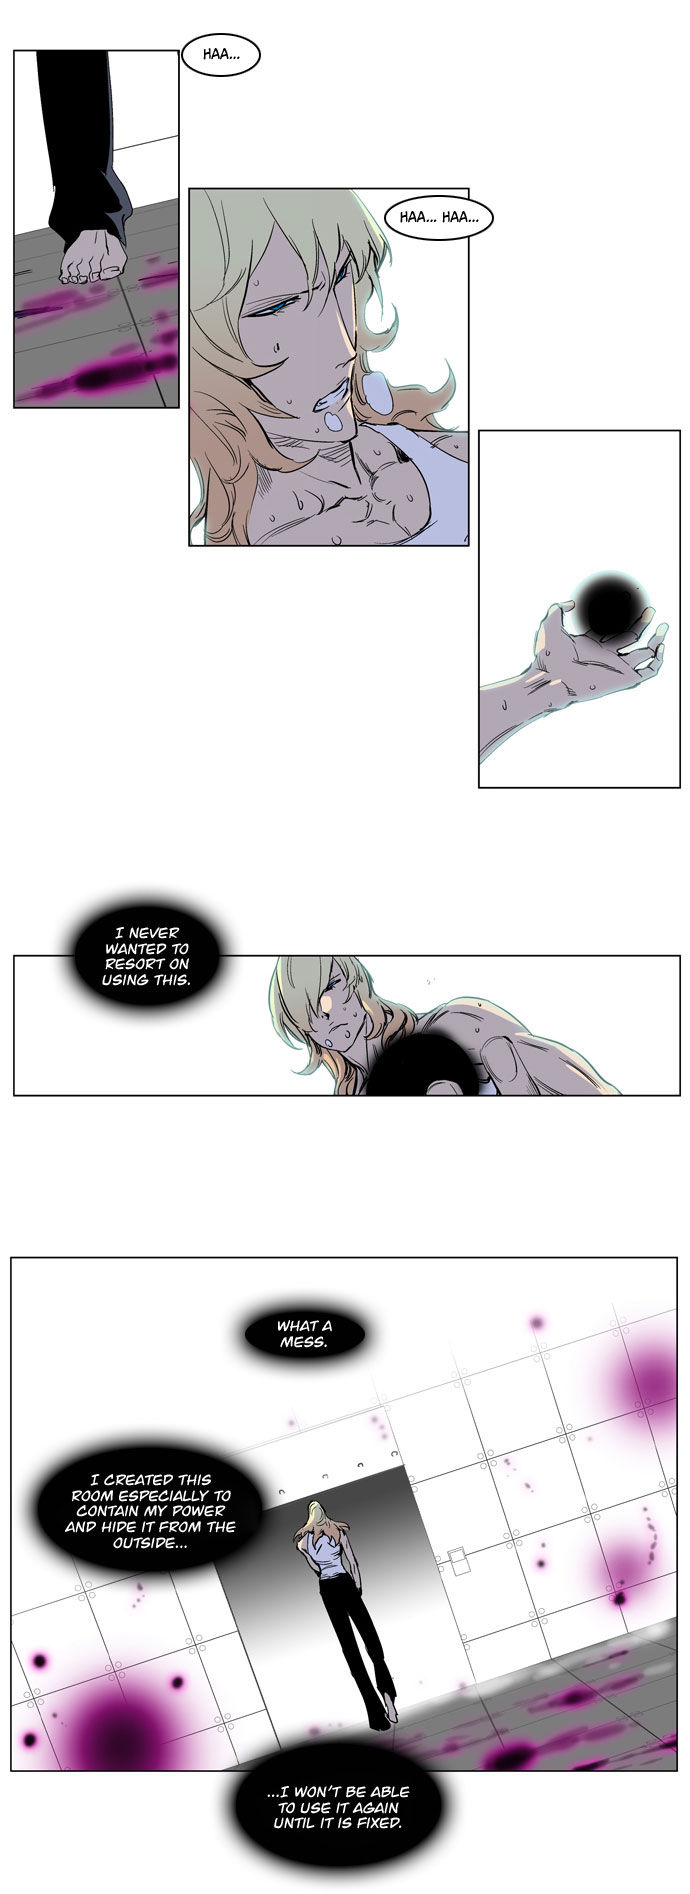 HAA...
HAA... HAA...
I NEVER
WANTED TO
RESORT ON
USING THIS.
WHAT A
MESS.
I CREATED THIS
ROOM ESPECIALLY TO
CONTAIN MY POWER
AND HIDE IT FROM THE
OUTSIDE...
...I WON'T BE ABLE
TO USE IT AGAIN
UNTIL IT IS FIXED.